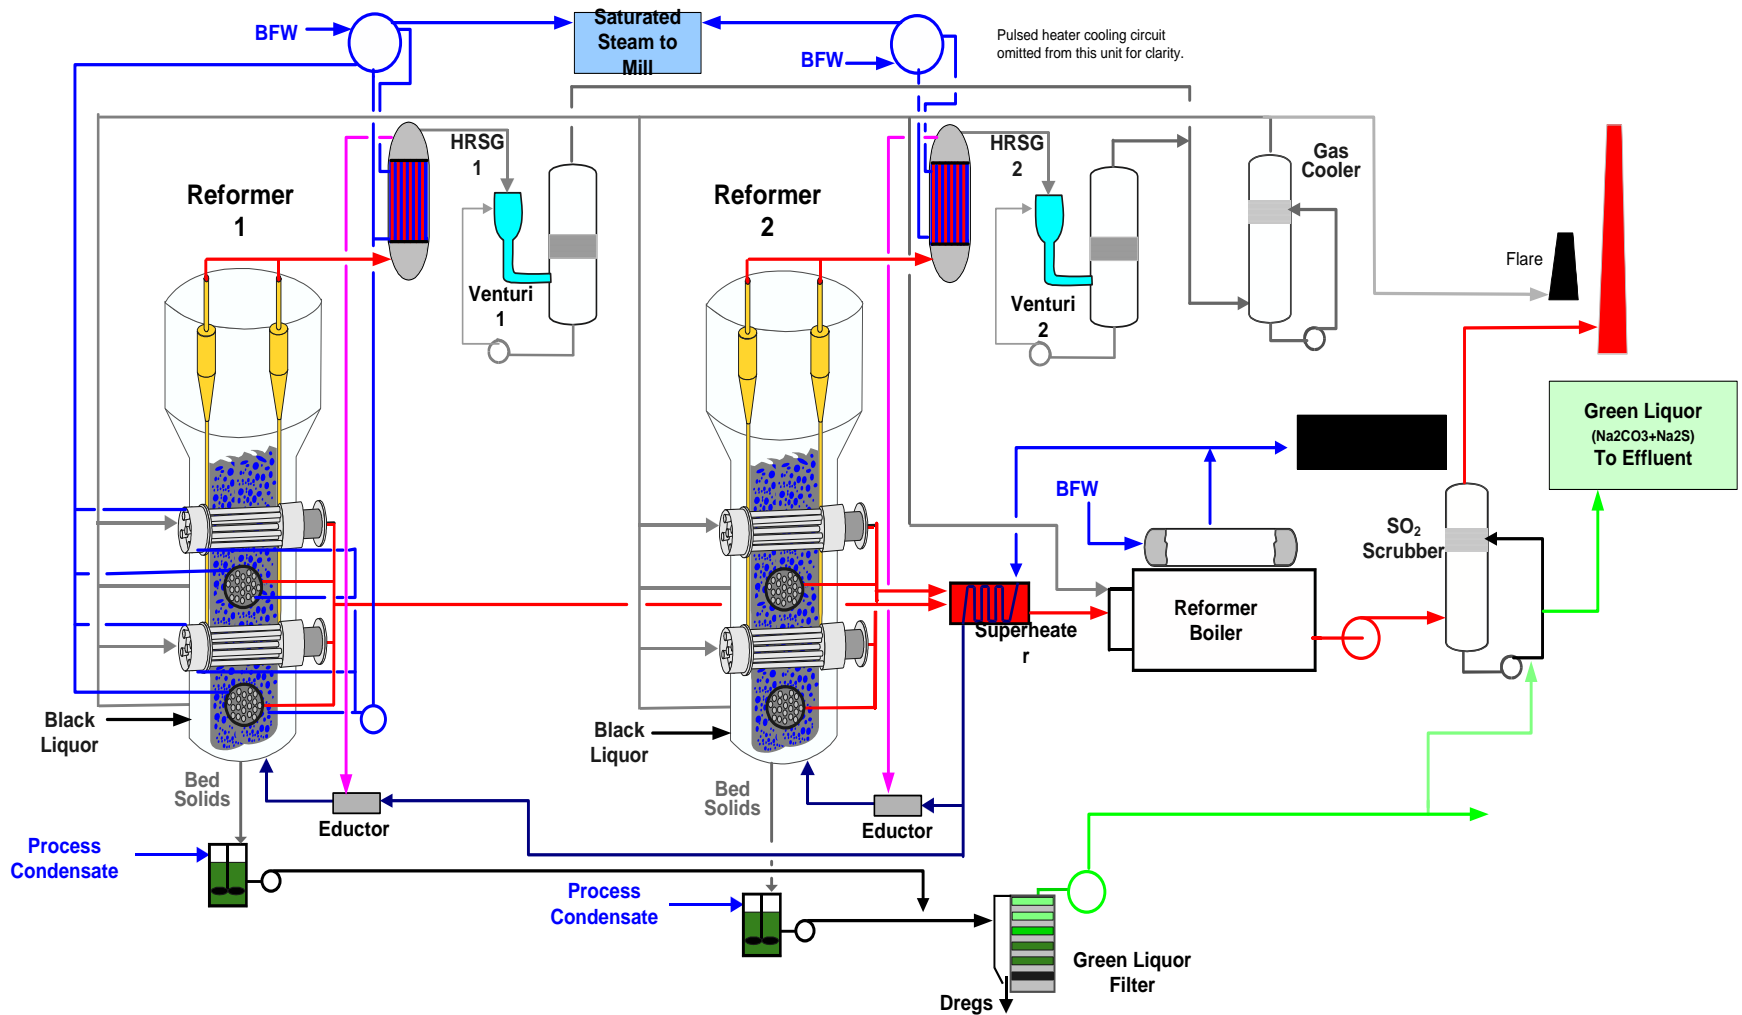 BFW
Saturated
Steam to
Mill
BFW
Pulsed heater cooling circuit
omitted from this unit for clarity.
HRSG
1
HRSG
2
Gas
Cooler
Reformer
1
Reformer
2
Venturi
1
Venturi
2
Flare
Green Liquor
(Na2CO3+Na2S)
To Effluent
BFW
SO2
Scrubber
Reformer
Boiler
Superheate
r
Black
Liquor
Black
Liquor
Bed
Solids
Bed
Solids
Eductor
Eductor
Process
Condensate
Process
Condensate
Green Liquor
Filter
Dregs